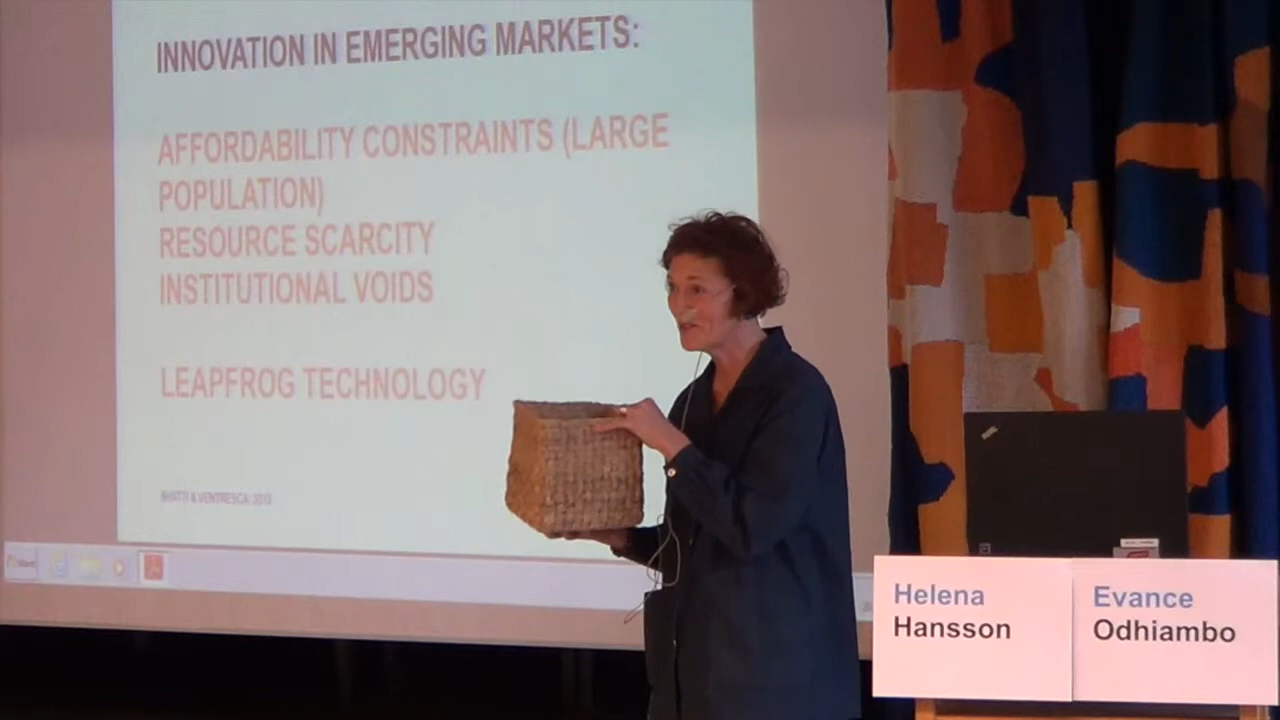 INNOVATION IN EMERGING MARKETS:
AFFORDABILITY CONSTRAINTS (LARGE
POPULATION)
RESOURCE SCARCITY
INSTITUTIONAL VOIDS
LEAPFROG TECHNOLOGY
BHATTI & VENTRESCA 2013
Helena
Hansson
Evance
Odhiambo